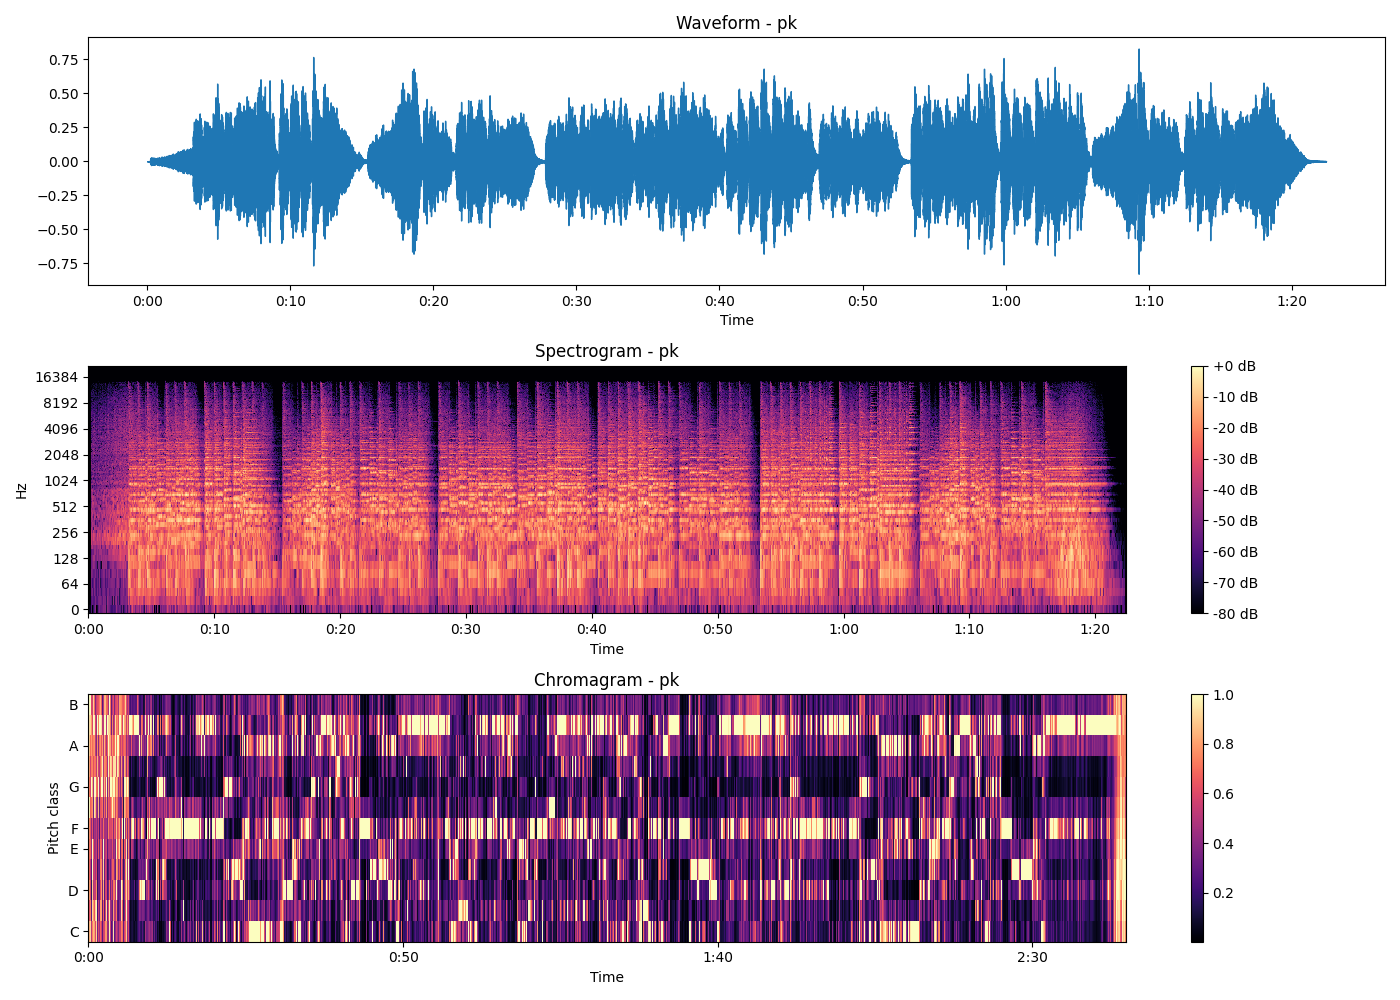 Waveform - pk
0.75
0.50
0.25
0.00
−0.25
−0.50
−0.75
0:00 0:10 0:20 0:30 0:40 0:50 1:00 1:10 1:20
Time
Spectrogram - pk
Hz
16384
8192
4096
2048
1024
512
256
128
64
0
0:00 0:10 0:20 0:30 0:40 0:50 1:00 1:10 1:20
Time
+0 dB
-10 dB
-20 dB
-30 dB
-40 dB
-50 dB
-60 dB
-70 dB
-80 dB
Chromagram - pk
Pitch class
B
A
G
F
E
D
C
0:00 0:50 1:40 2:30
Time
1.0
0.8
0.6
0.4
0.2